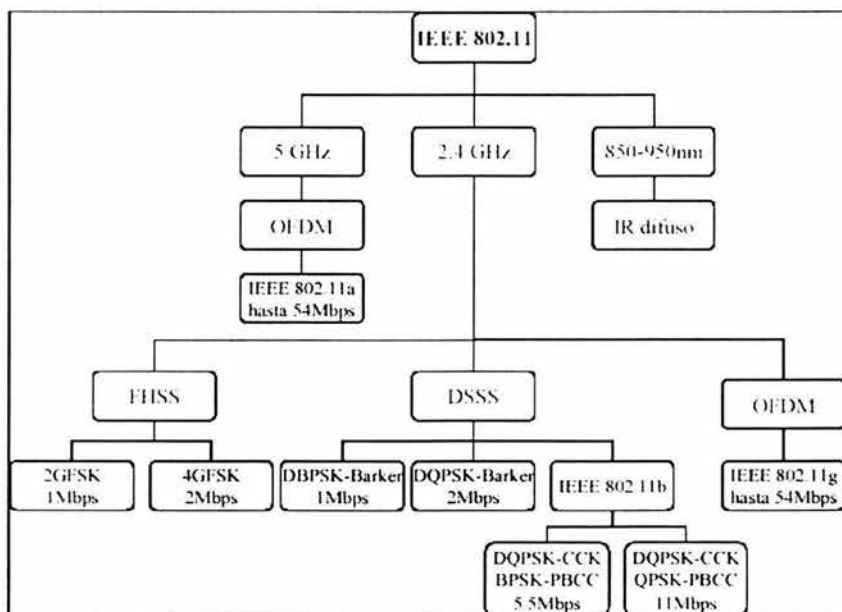 IEEE 802.11
5 GHz
2.4 GHz
850-950nm
OFDM
IR difuso
IEEE 802.11a
hasta 54Mbps
FHSS
DSSS
OFDM
2GFSK
1Mbps
4GFSK
2Mbps
DBPSK-Barker
1Mbps
DQPSK-Barker
2Mbps
IEEE 802.11b
IEEE 802.11g
hasta 54Mbps
DQPSK-CCK
BPSK-PBCC
5.5Mbps
DQPSK-CCK
QPSK-PBCC
11Mbps